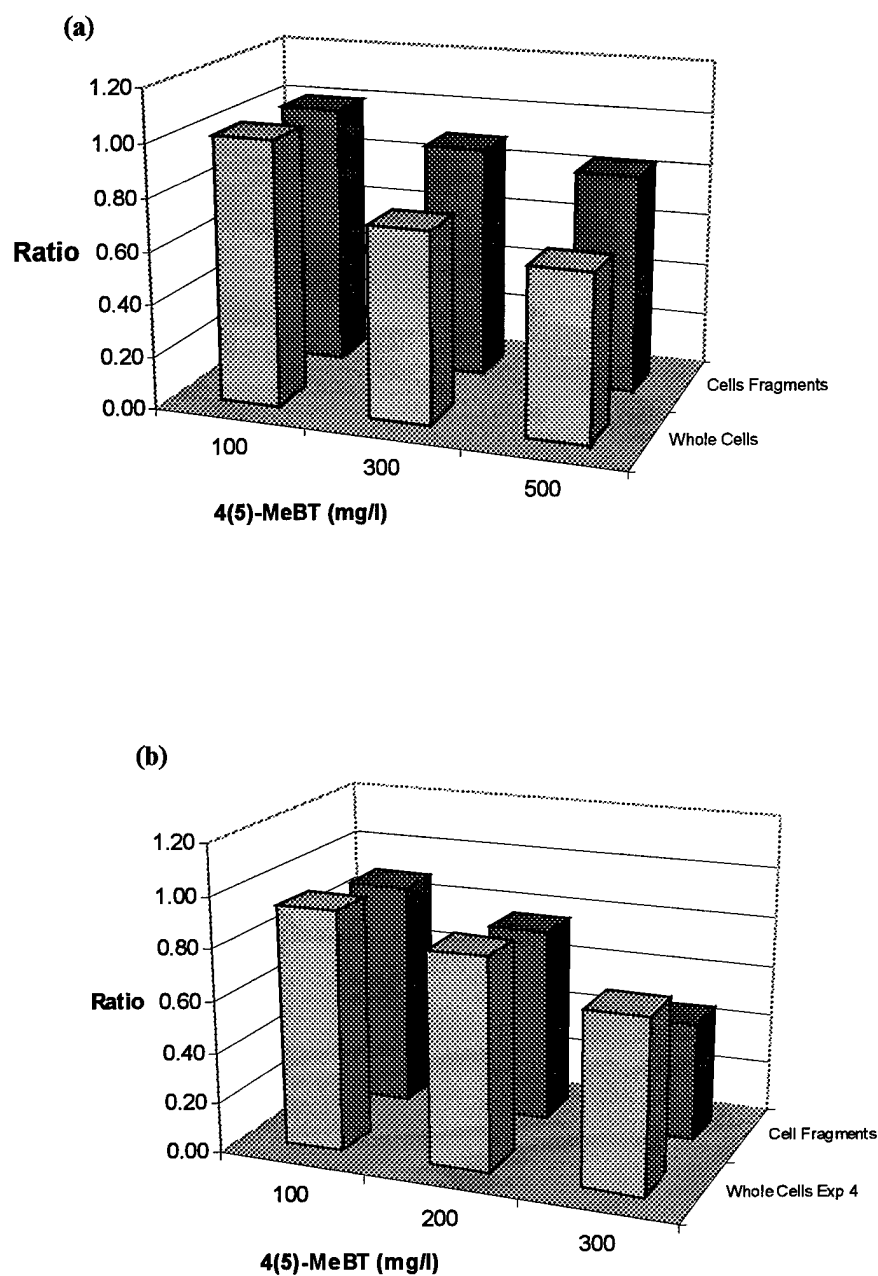 (a)
1.20
1.00
0.80
Ratio 0.60
0.40
0.20
0.00
Cells Fragments
Whole Cells
100
300
500
4(5)-MeBT (mg/l)
(b)
1.20
1.00
0.80
Ratio 0.60
0.40
0.20
0.00
Cell Fragments
Whole Cells Exp 4
100
200
300
4(5)-MeBT (mg/l)